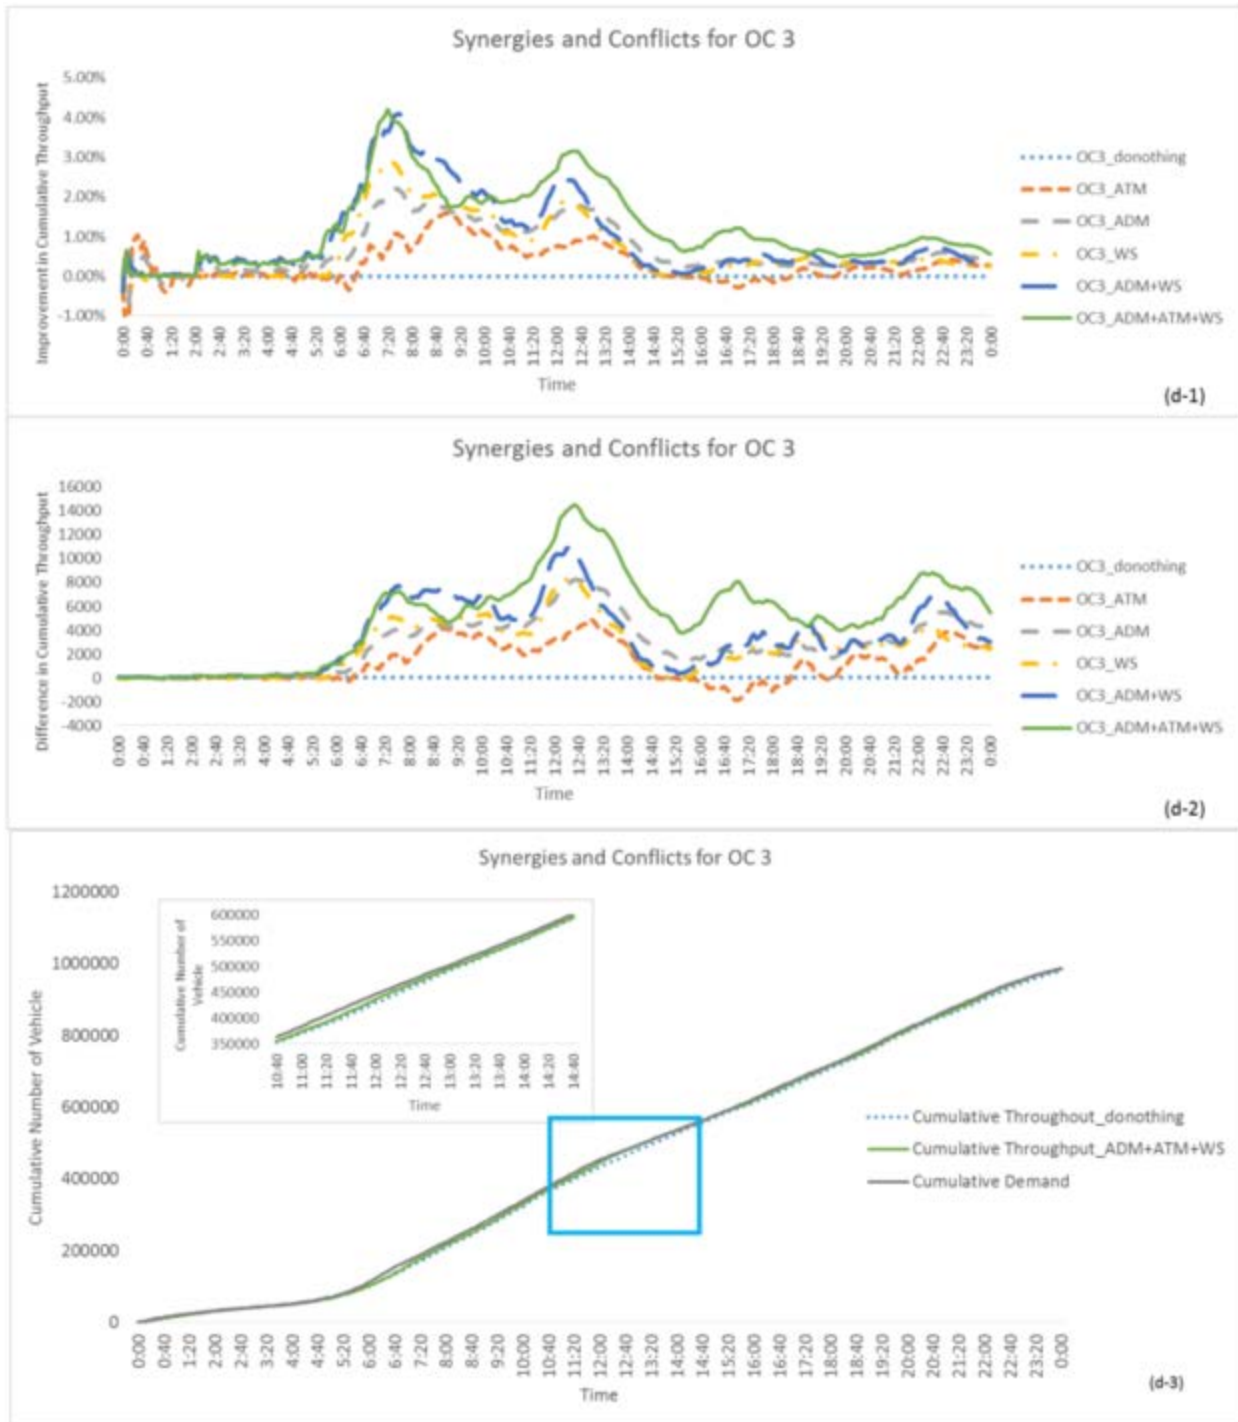 Synergies and Conflicts for OC 3
Improvement in Cumulative Throughput
5.00%
4.00%
3.00%
2.00%
1.00%
0.00%
-1.00%
0:00 0:40 1:20 2:00 2:40 3:20 4:00 4:40 5:20 6:00 6:40 7:20 8:00 8:40 9:20 10:00 10:40 11:20 12:00 12:40 13:20 14:00 14:40 15:20 16:00 16:40 17:20 18:00 18:40 19:20 20:00 20:40 21:20 22:00 22:40 23:20 0:00
Time
OC3_donothing
OC3_ATM
OC3_ADM
OC3_WS
OC3_ADM+WS
OC3_ADM+ATM+WS
(d-1)
Synergies and Conflicts for OC 3
Difference in Cumulative Throughput
16000
14000
12000
10000
8000
6000
4000
2000
0
-2000
-4000
0:00 0:40 1:20 2:00 2:40 3:20 4:00 4:40 5:20 6:00 6:40 7:20 8:00 8:40 9:20 10:00 10:40 11:20 12:00 12:40 13:20 14:00 14:40 15:20 16:00 16:40 17:20 18:00 18:40 19:20 20:00 20:40 21:20 22:00 22:40 23:20 0:00
Time
OC3_donothing
OC3_ATM
OC3_ADM
OC3_WS
OC3_ADM+WS
OC3_ADM+ATM+WS
(d-2)
Synergies and Conflicts for OC 3
Cumulative Number of Vehicle
1200000
1000000
800000
600000
400000
200000
0
Cumulative Number of
Vehicle
600000
550000
500000
450000
400000
350000
10:40 11:00 11:20 11:40 12:00 12:20 12:40 13:00 13:20 13:40 14:00 14:20 14:40
Time
Cumulative Throughout_donothing
Cumulative Throughput_ADM+ATM+WS
Cumulative Demand
0:00 0:40 1:20 2:00 2:40 3:20 4:00 4:40 5:20 6:00 6:40 7:20 8:00 8:40 9:20 10:00 10:40 11:20 12:00 12:40 13:20 14:00 14:40 15:20 16:00 16:40 17:20 18:00 18:40 19:20 20:00 20:40 21:20 22:00 22:40 23:20 0:00
Time
(d-3)